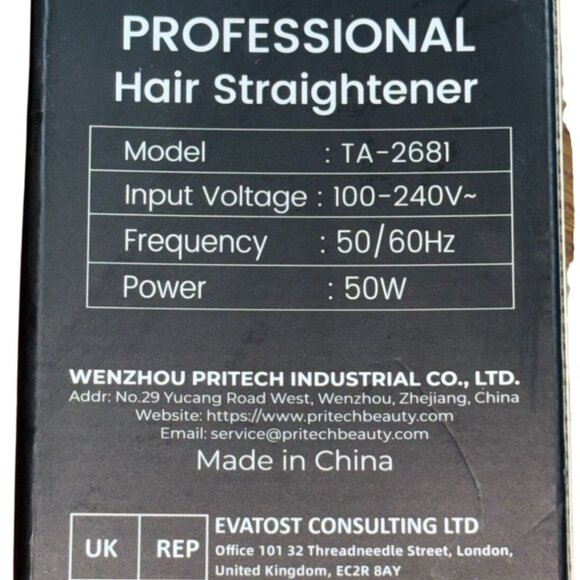 PROFESSIONAL
Hair Straightener
Model : TA-2681
Input Voltage : 100-240V~
Frequency : 50/60Hz
Power : 50W
WENZHOU PRITECH INDUSTRIAL CO., LTD.
Addr: No.29 Yucang Road West, Wenzhou, Zhejiang, China
Website: https://www.pritechbeauty.com
Email: service@pritechbeauty.com
Made in China
UK REP EVATOST CONSULTING LTD
Office 101 32 Threadneedle Street, London,
United Kingdom, EC2R 8AY